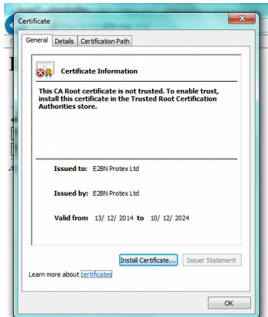 Certificate
General Details Certification Path
Certificate Information
This CA Root certificate is not trusted. To enable trust,
install this certificate in the Trusted Root Certification
Authorities store.
Issued to: E2BN Protex Ltd
Issued by: E2BN Protex Ltd
Valid from 13/ 12/ 2014 to 10/ 12/ 2024
Install Certificate... Issuer Statement
Learn more about certificates
OK